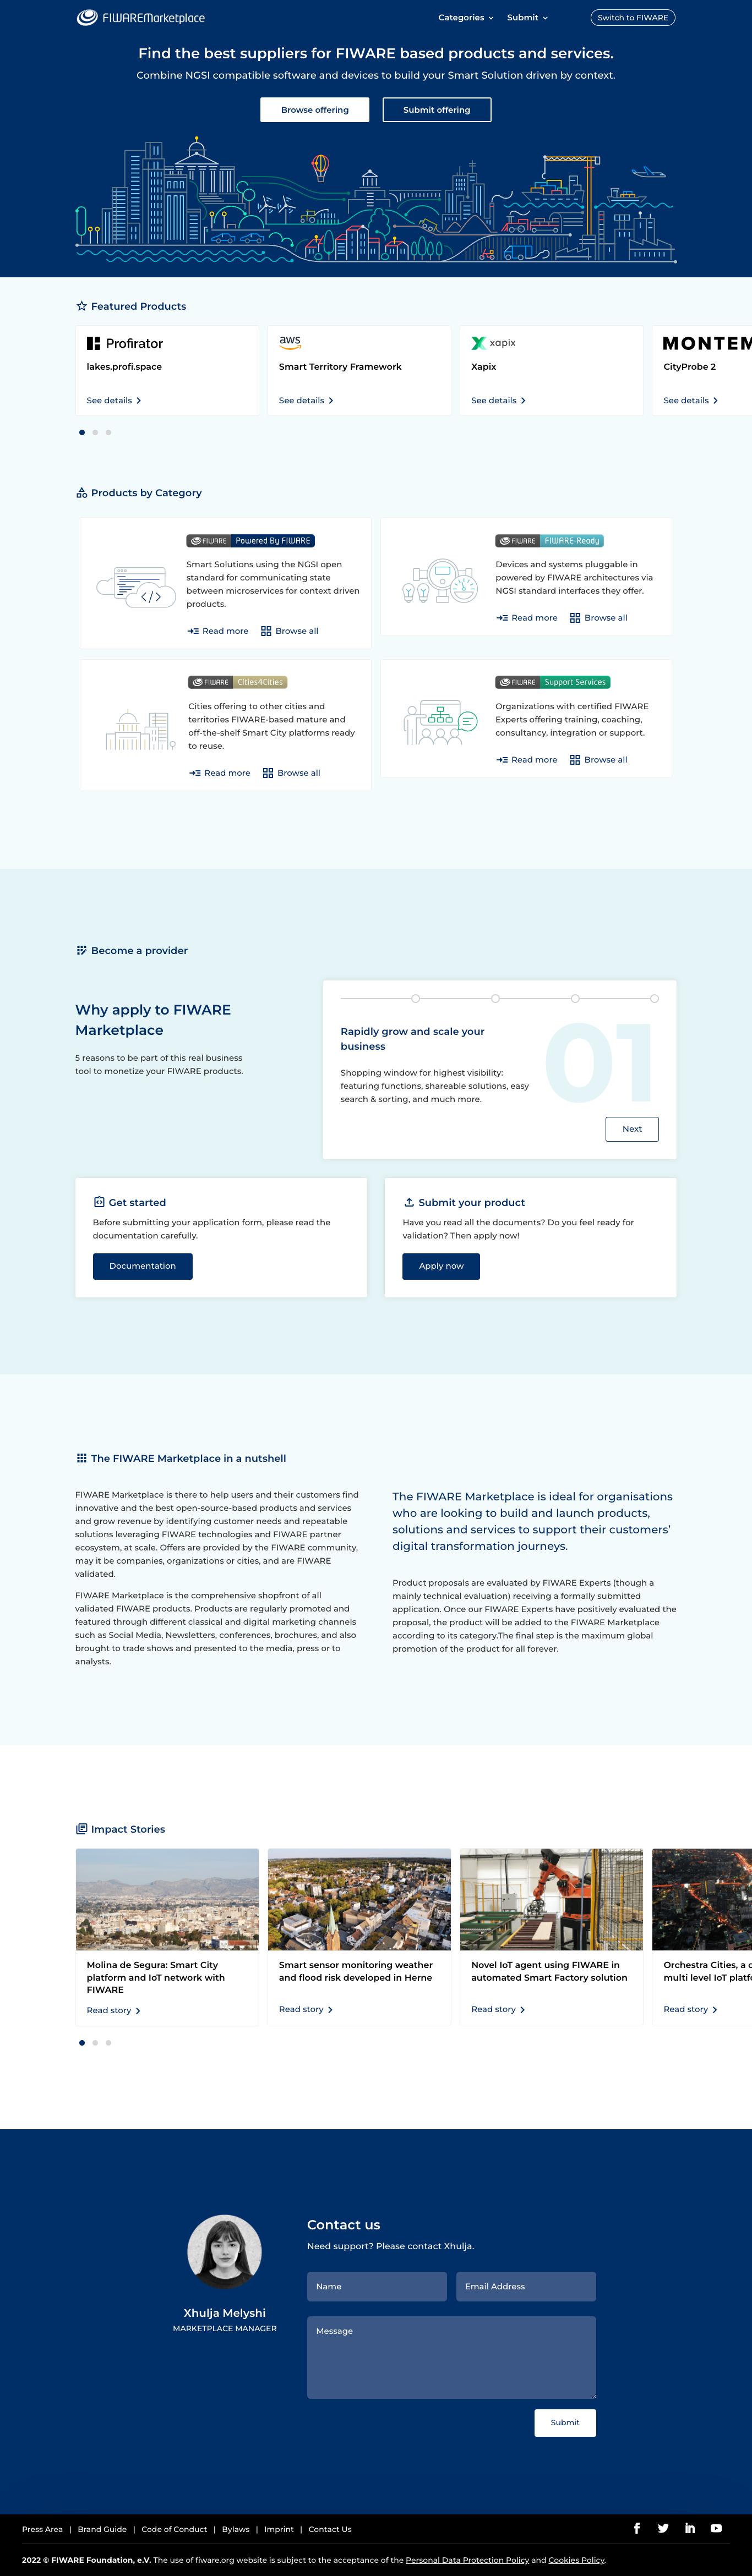 FIWARE Marketplace
Categories
Submit
Switch to FIWARE
Find the best suppliers for FIWARE based products and services.
Combine NGSI compatible software and devices to build your Smart Solution driven by context.
Browse offering
Submit offering
Featured Products
Profirator
lakes.profi.space
See details
aws
Smart Territory Framework
See details
xapix
Xapix
See details
MONTEM
CityProbe 2
See details
Products by Category
FIWARE Powered By FIWARE
Smart Solutions using the NGSI open
standard for communicating state
between microservices for context driven
products.
Read more
Browse all
FIWARE FIWARE-Ready
Devices and systems pluggable in
powered by FIWARE architectures via
NGSI standard interfaces they offer.
Read more
Browse all
FIWARE Cities4Cities
Cities offering to other cities and
territories FIWARE-based mature and
off-the-shelf Smart City platforms ready
to reuse.
Read more
Browse all
FIWARE Support Services
Organizations with certified FIWARE
Experts offering training, coaching,
consultancy, integration or support.
Read more
Browse all
Become a provider
Why apply to FIWARE
Marketplace
5 reasons to be part of this real business
tool to monetize your FIWARE products.
Rapidly grow and scale your
business
Shopping window for highest visibility:
featuring functions, shareable solutions, easy
search & sorting, and much more.
01
Next
Get started
Before submitting your application form, please read the
documentation carefully.
Documentation
Submit your product
Have you read all the documents? Do you feel ready for
validation? Then apply now!
Apply now
The FIWARE Marketplace in a nutshell
FIWARE Marketplace is there to help users and their customers find
innovative and the best open-source-based products and services
and grow revenue by identifying customer needs and repeatable
solutions leveraging FIWARE technologies and FIWARE partner
ecosystem, at scale. Offers are provided by the FIWARE community,
may it be companies, organizations or cities, and are FIWARE
validated.
FIWARE Marketplace is the comprehensive shopfront of all
validated FIWARE products. Products are regularly promoted and
featured through different classical and digital marketing channels
such as Social Media, Newsletters, conferences, brochures, and also
brought to trade shows and presented to the media, press or to
analysts.
The FIWARE Marketplace is ideal for organisations
who are looking to build and launch products,
solutions and services to support their customers’
digital transformation journeys.
Product proposals are evaluated by FIWARE Experts (though a
mainly technical evaluation) receiving a formally submitted
application. Once our FIWARE Experts have positively evaluated the
proposal, the product will be added to the FIWARE Marketplace
according to its category.The final step is the maximum global
promotion of the product for all forever.
Impact Stories
Molina de Segura: Smart City
platform and IoT network with
FIWARE
Read story
Smart sensor monitoring weather
and flood risk developed in Herne
Read story
Novel IoT agent using FIWARE in
automated Smart Factory solution
Read story
Orchestra Cities, a
multi level IoT
Read story
Xhulja Melyshi
MARKETPLACE MANAGER
Contact us
Need support? Please contact Xhulja.
Name
Email Address
Message
Submit
Press Area | Brand Guide | Code of Conduct | Bylaws | Imprint | Contact Us
2022 © FIWARE Foundation, e.V. The use of fiware.org website is subject to the acceptance of the Personal Data Protection Policy and Cookies Policy.